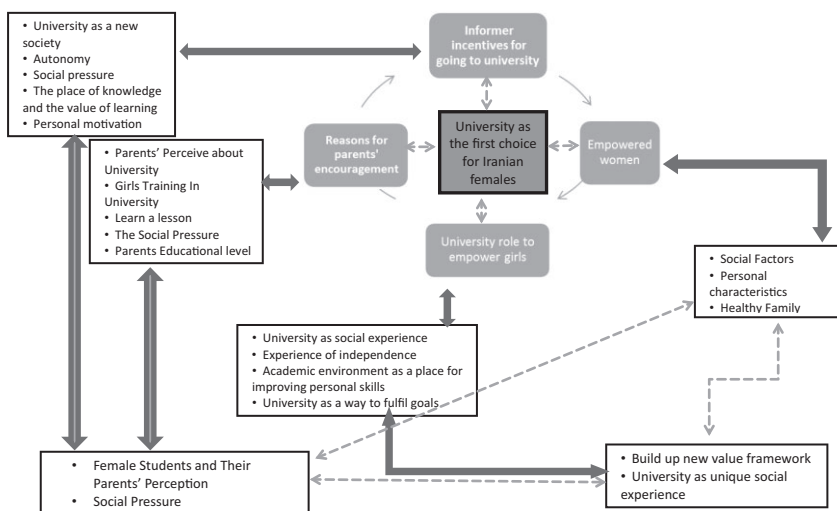 • University as a new
society
• Autonomy
• Social pressure
• The place of knowledge
and the value of learning
• Personal motivation
Informer
incentives for
going to university
• Parents’ Perceive about
University
• Girls Training In
University
• Learn a lesson
• The Social Pressure
• Parents Educational level
Reasons for
parents'
encouragement
University as
the first choice
for Iranian
females
Empowered
women
University role to
empower girls
• Social Factors
• Personal
characteristics
• Healthy Family
• University as social experience
• Experience of independence
• Academic environment as a place for
improving personal skills
• University as a way to fulfil goals
• Female Students and Their
Parents’ Perception
• Social Pressure
• Build up new value framework
• University as unique social
experience